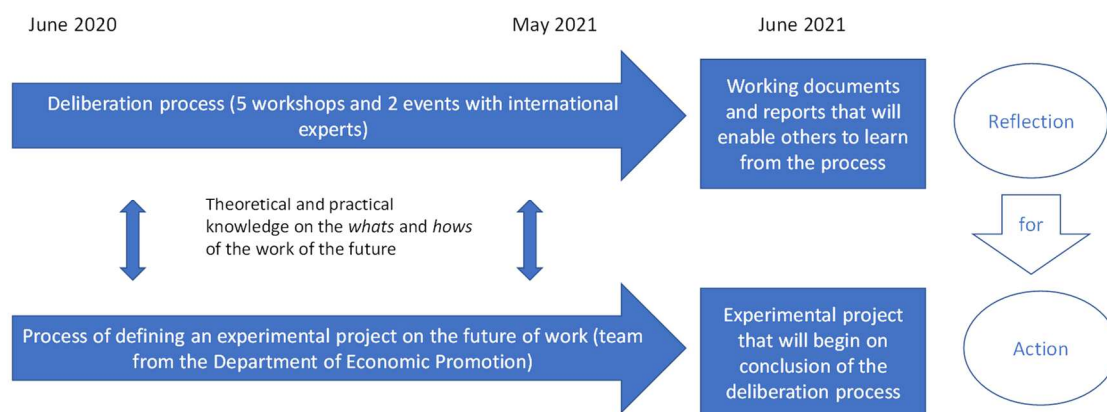 June 2020
May 2021
June 2021
Deliberation process (5 workshops and 2 events with international
experts)
Working documents
and reports that will
enable others to learn
from the process
Reflection
Theoretical and practical
knowledge on the whats and hows
of the work of the future
for
Process of defining an experimental project on the future of work (team
from the Department of Economic Promotion)
Experimental project
that will begin on
conclusion of the
deliberation process
Action